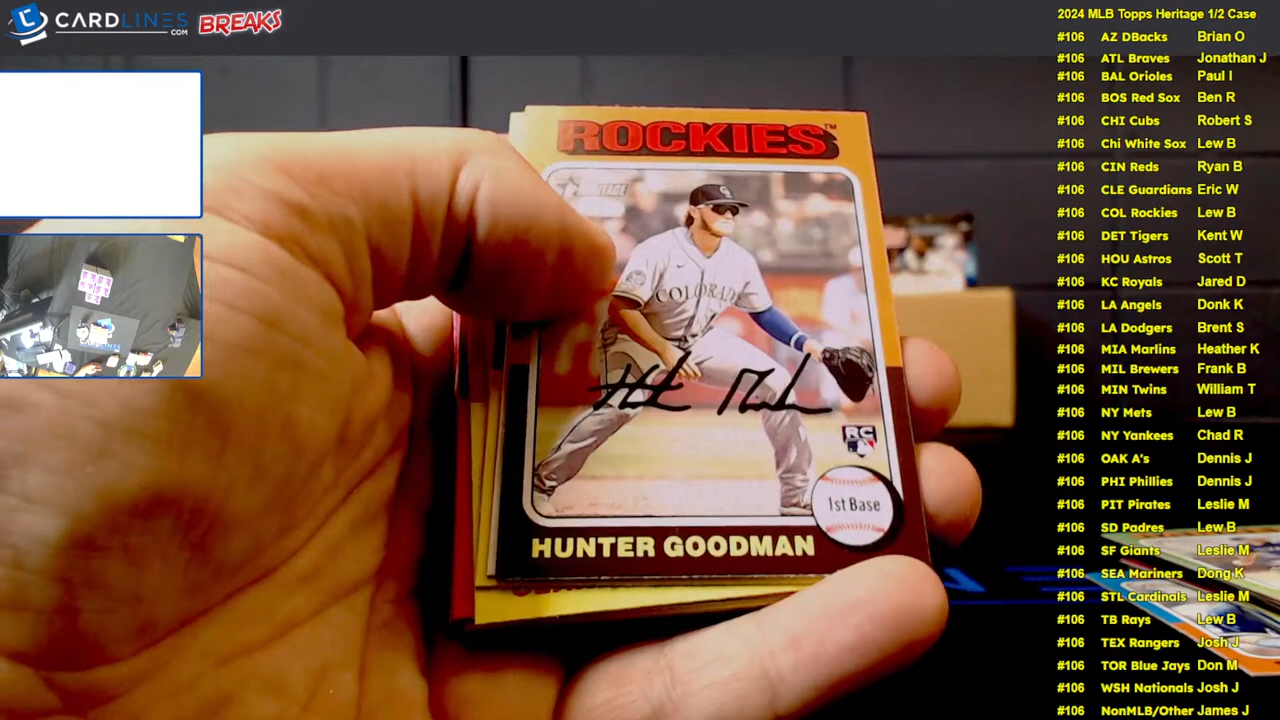 CARDLINES
.COM
BREAKS
ROCKIES™
HERITAGE
COLORADO
RC
1st Base
HUNTER GOODMAN
2024 MLB Topps Heritage 1/2 Case
#106 AZ DBacks Brian O
#106 ATL Braves Jonathan J
#106 BAL Orioles Paul I
#106 BOS Red Sox Ben R
#106 CHI Cubs Robert S
#106 Chi White Sox Lew B
#106 CIN Reds Ryan B
#106 CLE Guardians Eric W
#106 COL Rockies Lew B
#106 DET Tigers Kent W
#106 HOU Astros Scott T
#106 KC Royals Jared D
#106 LA Angels Donk K
#106 LA Dodgers Brent S
#106 MIA Marlins Heather K
#106 MIL Brewers Frank B
#106 MIN Twins William T
#106 NY Mets Lew B
#106 NY Yankees Chad R
#106 OAK A's Dennis J
#106 PHI Phillies Dennis J
#106 PIT Pirates Leslie M
#106 SD Padres Lew B
#106 SF Giants Leslie M
#106 SEA Mariners Dong K
#106 STL Cardinals Leslie M
#106 TB Rays Lew B
#106 TEX Rangers Josh J
#106 TOR Blue Jays Don M
#106 WSH Nationals Josh J
#106 NonMLB/Other James J